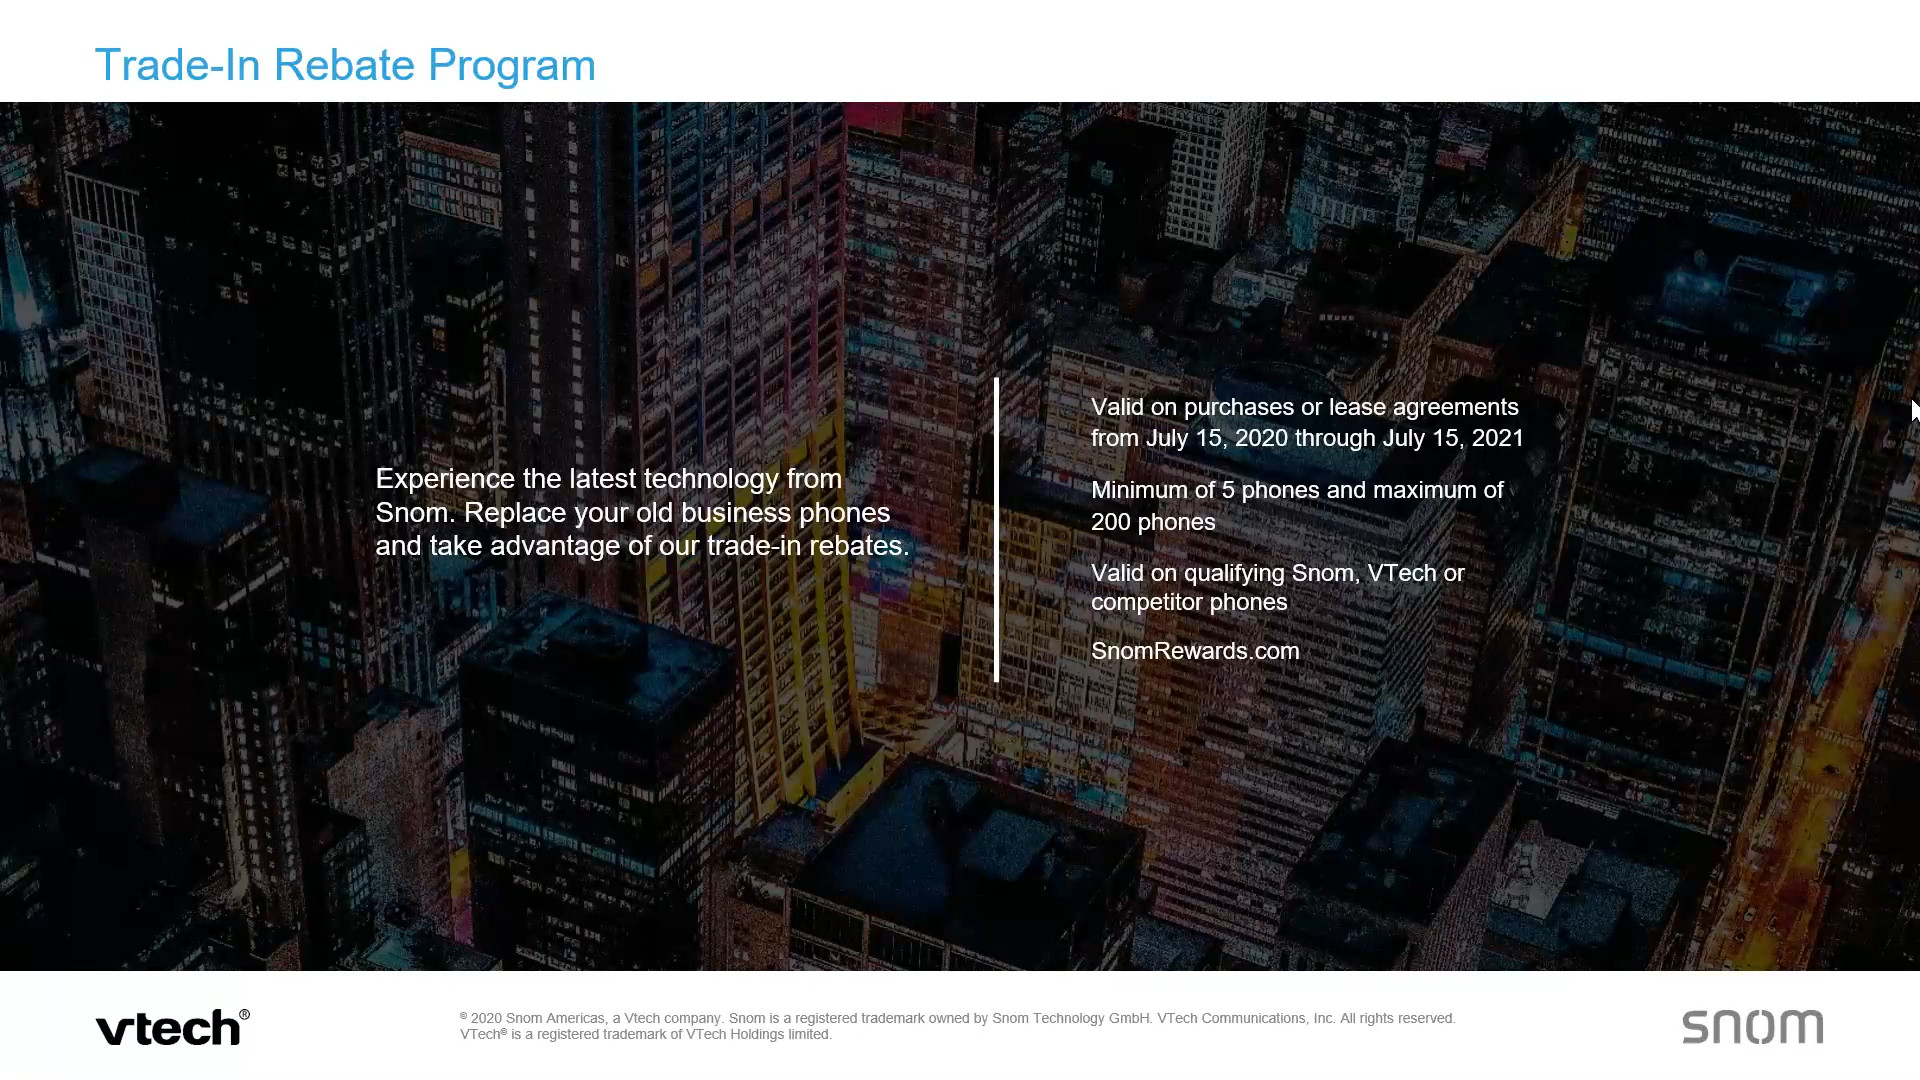 Trade-In Rebate Program
Experience the latest technology from
Snom. Replace your old business phones
and take advantage of our trade-in rebates.
Valid on purchases or lease agreements
from July 15, 2020 through July 15, 2021
Minimum of 5 phones and maximum of
200 phones
Valid on qualifying Snom, VTech or
competitor phones
SnomRewards.com
vtech®
© 2020 Snom Americas, a Vtech company. Snom is a registered trademark owned by Snom Technology GmbH. VTech Communications, Inc. All rights reserved.
VTech® is a registered trademark of VTech Holdings limited.
snom